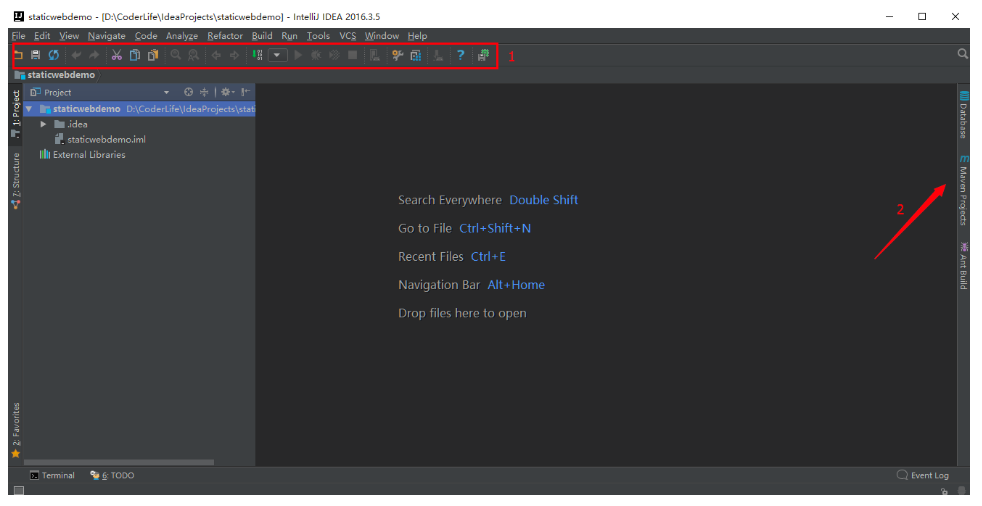 staticwebdemo - [D:\CoderLife\IdeaProjects\staticwebdemo] - IntelliJ IDEA 2016.3.5
File Edit View Navigate Code Analyze Refactor Build Run Tools VCS Window Help
1
staticwebdemo
Project
staticwebdemo D:\CoderLife\IdeaProjects\stati
.idea
staticwebdemo.iml
External Libraries
1: Project
7: Structure
2: Favorites
Search Everywhere Double Shift
Go to File Ctrl+Shift+N
Recent Files Ctrl+E
Navigation Bar Alt+Home
Drop files here to open
2
Database
Maven Projects
Ant Build
Terminal 6: TODO Event Log